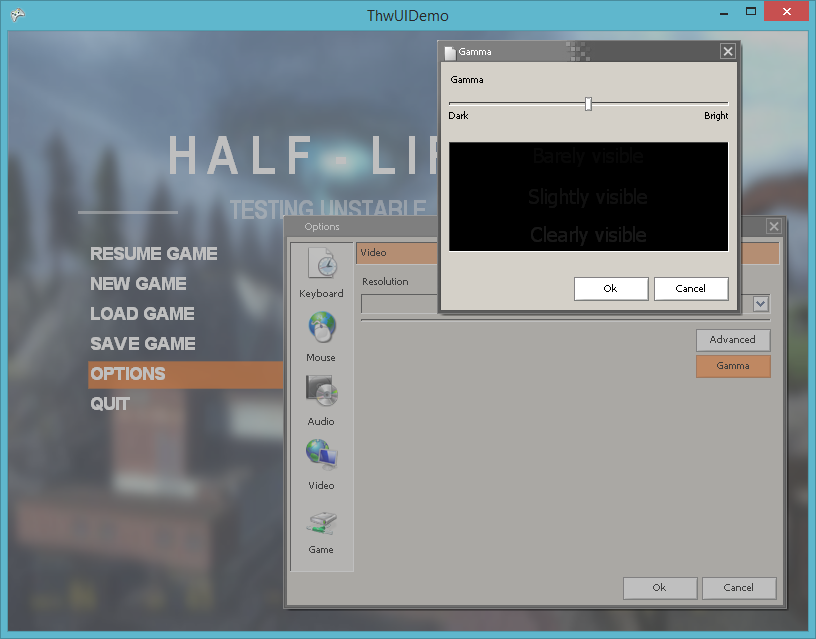 ThwUIDemo
Gamma
Gamma
Dark
Bright
Barely visible
Slightly visible
Clearly visible
Ok
Cancel
HALF-LI
TESTING UNSTABLE
RESUME GAME
NEW GAME
LOAD GAME
SAVE GAME
OPTIONS
QUIT
Options
Keyboard
Mouse
Audio
Video
Game
Video
Resolution
Advanced
Gamma
Ok
Cancel